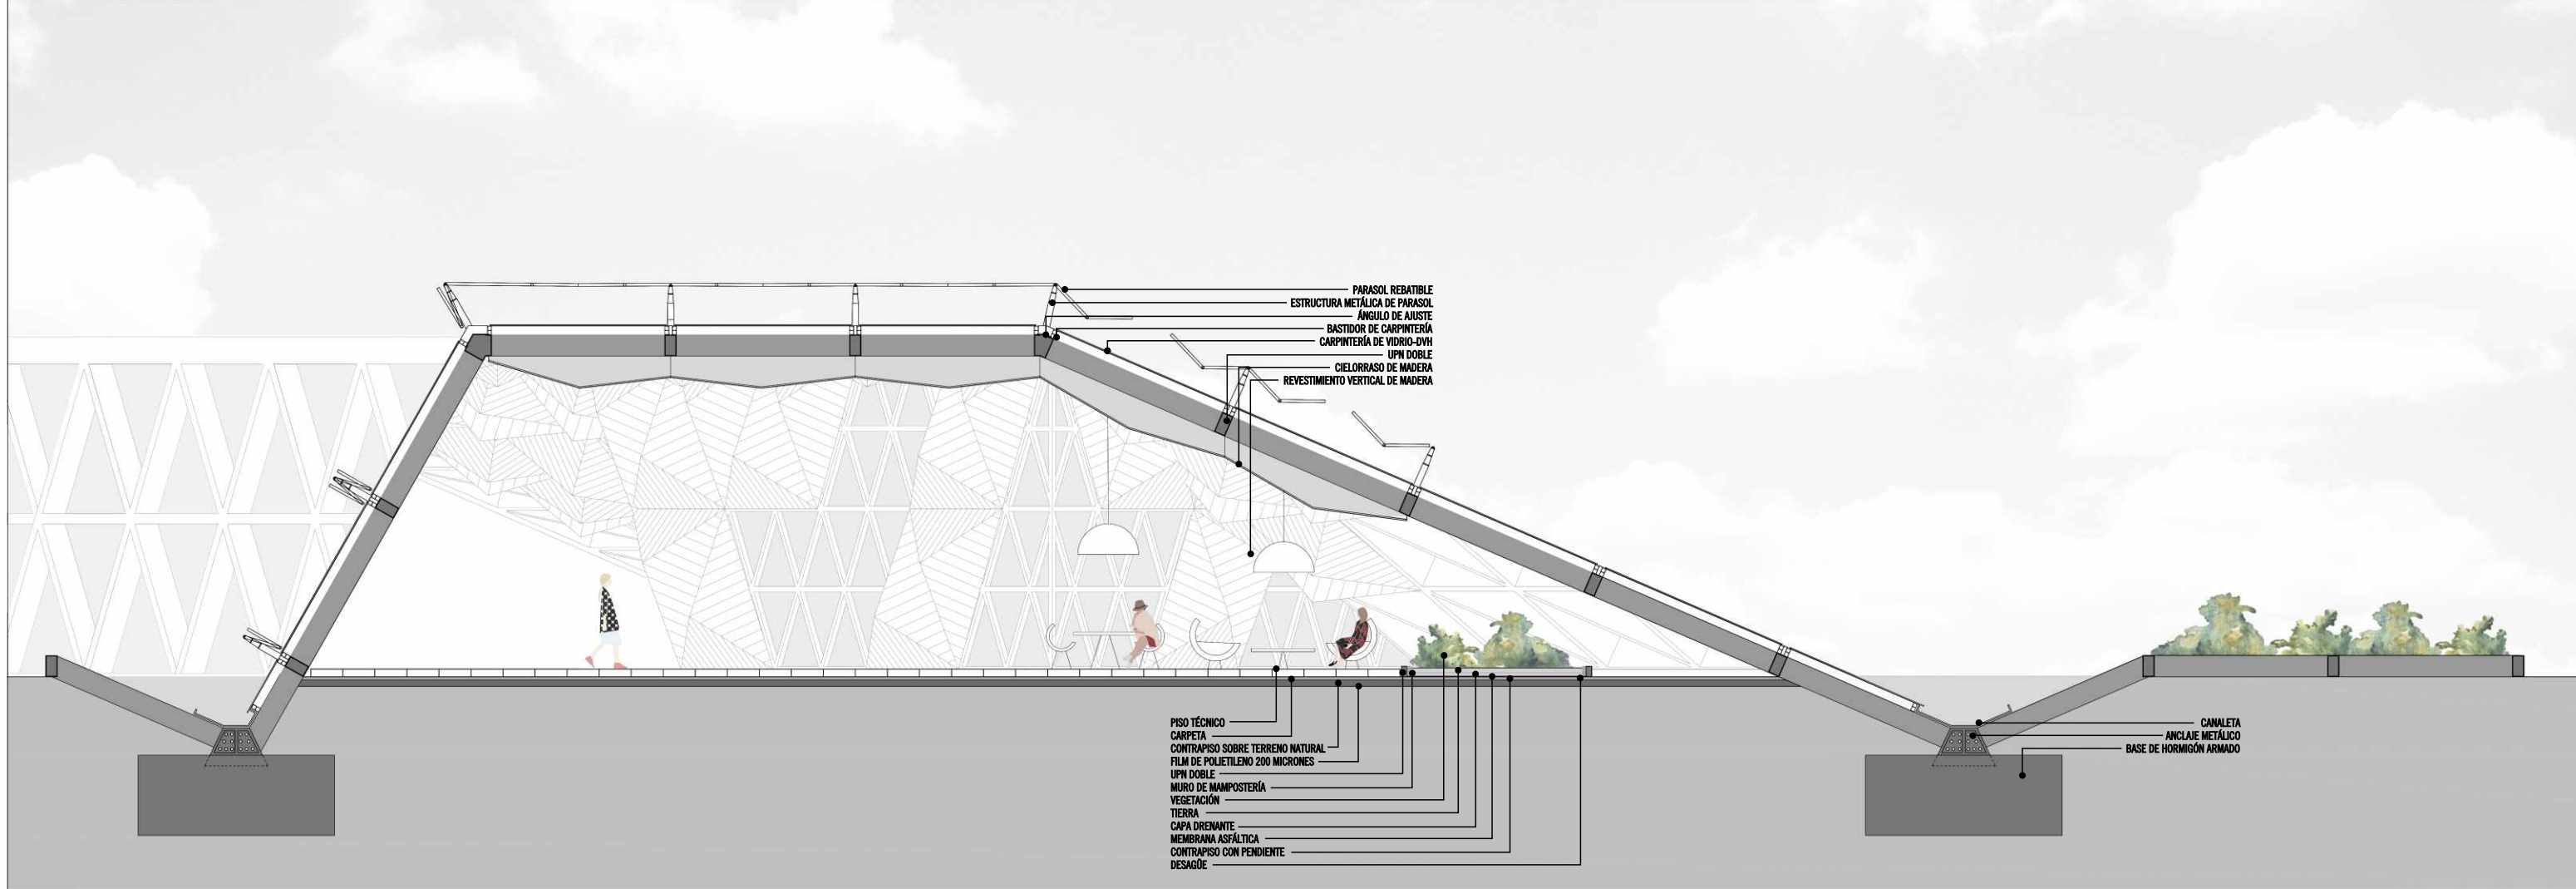 PARASOL REBATIBLE
ESTRUCTURA METÁLICA DE PARASOL
ÁNGULO DE AJUSTE
BASTIDOR DE CARPINTERÍA
CARPINTERÍA DE VIDRIO-DVH
UPN DOBLE
CIELORRASO DE MADERA
REVESTIMIENTO VERTICAL DE MADERA
PISO TÉCNICO
CARPETA
CONTRAPISO SOBRE TERRENO NATURAL
FILM DE POLIETILENO 200 MICRONES
UPN DOBLE
MURO DE MAMPOSTERÍA
VEGETACIÓN
TIERRA
CAPA DRENANTE
MEMBRANA ASFÁLTICA
CONTRAPISO CON PENDIENTE
DESAGÜE
CANALETA
ANCLAJE METÁLICO
BASE DE HORMIGÓN ARMADO